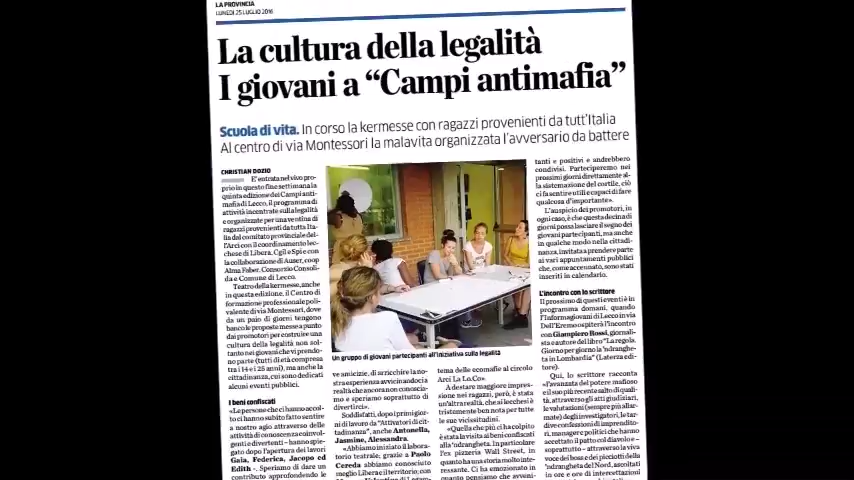 LA PROVINCIA
LUNEDÌ 25 LUGLIO 2016
La cultura della legalità
I giovani a “Campi antimafia”
Scuola di vita. In corso la kermesse con ragazzi provenienti da tutt’Italia
Al centro di via Montessori la malavita organizzata l’avversario da battere
CHRISTIAN DOZIO
E’ entrata nel vivo pro-
prio in questo fine settimana la
quinta edizione dei Campi anti-
mafia di Lecco, il programma di
attività incentrate sulla legalità
e organizzate per una ventina di
ragazzi provenienti da tutta Ita-
lia dal comitato provinciale del-
l’Arci con il coordinamento lec-
chese di Libera, Cgil e Spi e con
la collaborazione di Auser, coop
Alma Faber, Consorzio Consoli-
da e Comune di Lecco.
Teatro della kermesse, anche
in questa edizione, il Centro di
formazione professionale poli-
valente di via Montessori, dove
da un paio di giorni tengono
banco le proposte messe a punto
dai promotori per costruire una
cultura della legalità non sol-
tanto nei giovani che vi prendo-
no parte (tutti di età compresa
tra i 14 e i 25 anni), ma anche la
cittadinanza, cui sono dedicati
alcuni eventi pubblici.
I beni confiscati
«Le persone che ci hanno accol-
to ci hanno subito fatto sentire
a nostro agio attraverso delle
attività di conoscenza coinvol-
genti e divertenti – hanno spie-
gato dopo l’apertura dei lavori
Gaia, Federica, Jacopo ed
Edith -. Speriamo di dare un
contributo approfondendo le
Un gruppo di giovani partecipanti all’iniziativa sulla legalità
ve amicizie, di arricchire la no-
stra esperienza avvicinandoci a
realtà che ancora non conoscia-
mo e speriamo soprattutto di
divertirci».
Soddisfatti, dopo i primi gior-
ni di lavoro da “Attivatori di cit-
tadinanza”, anche Antonella,
Jasmine, Alessandra.
«Abbiamo iniziato il labora-
torio teatrale; grazie a Paolo
Cereda abbiamo conosciuto
meglio Libera e il territorio; con
tema delle ecomafie al circolo
Arci La Lo.Co».
A destare maggiore impres-
sione nei ragazzi, però, è stata
un’altra realtà, che ai lecchesi è
tristemente ben nota per tutte
le sue vicissitudini.
«Quella che più ci ha colpito
è stata la visita ai beni confiscati
alla ’ndrangheta. In particolare
l’ex pizzeria Wall Street, in
quanto ha una storia molto inte-
ressante. Ci ha emozionato in
quanto pensiamo che avveni-
tanti e positivi e andrebbero
condivisi. Parteciperemo nei
prossimi giorni direttamente al-
la sistemazione del cortile, ciò
ci fa sentire utili e capaci di fare
qualcosa d’importante».
L’auspicio dei promotori, in
ogni caso, è che questa decina di
giorni possa lasciare il segno dei
giovani partecipanti, ma anche
in qualche modo nella cittadi-
nanza, invitata a prendere parte
ai vari appuntamenti pubblici
che, come accennato, sono stati
inseriti in calendario.
L’incontro con lo scrittore
Il prossimo di questi eventi è in
programma domani, quando
l’Informagiovani di Lecco in via
Dell’Eremo ospiterà l’incontro
con Giampiero Rossi, giornali-
sta e autore del libro “La regola.
Giorno per giorno la ’ndrangheta
in Lombardia” (Laterza edi-
tore).
Qui, lo scrittore racconta
«l’avanzata del potere mafioso
e il suo più recente salto di quali-
tà, attraverso gli atti giudiziari,
le valutazioni (sempre più allar-
mate) degli investigatori, le tar-
dive confessioni di imprendito-
ri, manager e politici che hanno
accettato il patto col diavolo e –
soprattutto – attraverso la viva
voce dei boss e dei picciotti della
’ndrangheta del Nord, ascoltati
in ore e ore di intercettazioni